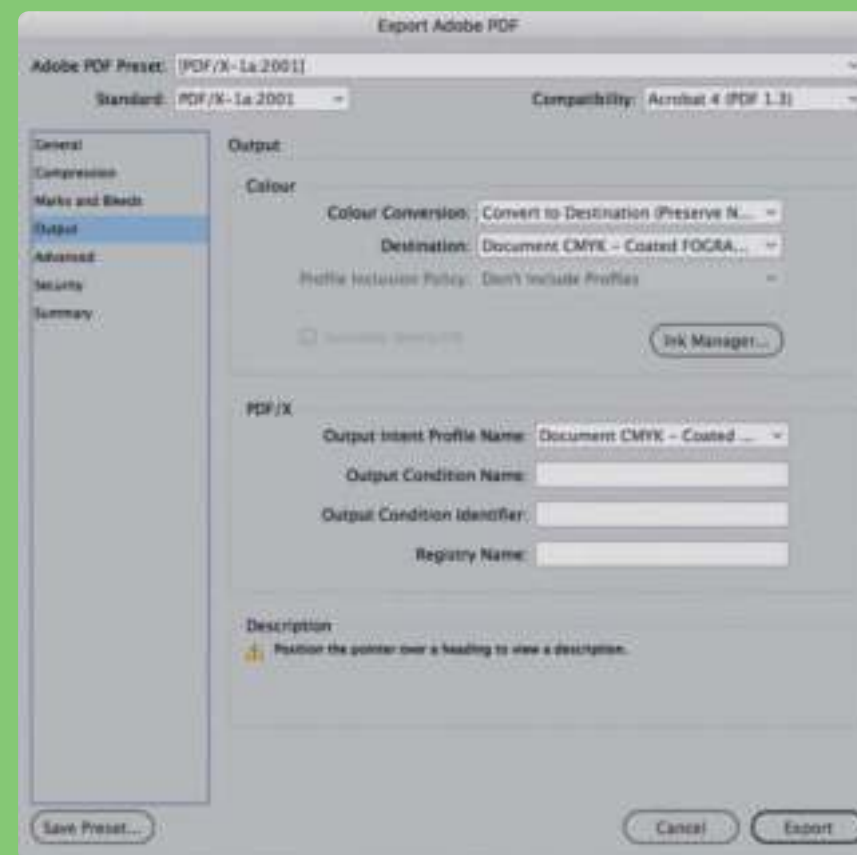 Export Adobe PDF
Adobe PDF Preset: [PDF/X-1a:2001]
Standard: PDF/X-1a:2001
Compatibility: Acrobat 4 (PDF 1.3)
General
Compression
Marks and Bleeds
Output
Advanced
Security
Summary
Output
Colour
Colour Conversion: Convert to Destination (Preserve N...
Destination: Document CMYK – Coated FOGRA...
Profile Inclusion Policy: Don't Include Profiles
Ink Manager...
PDF/X
Output Intent Profile Name: Document CMYK – Coated ...
Output Condition Name:
Output Condition Identifier:
Registry Name:
Description
Position the pointer over a heading to view a description.
Save Preset...
Cancel
Export